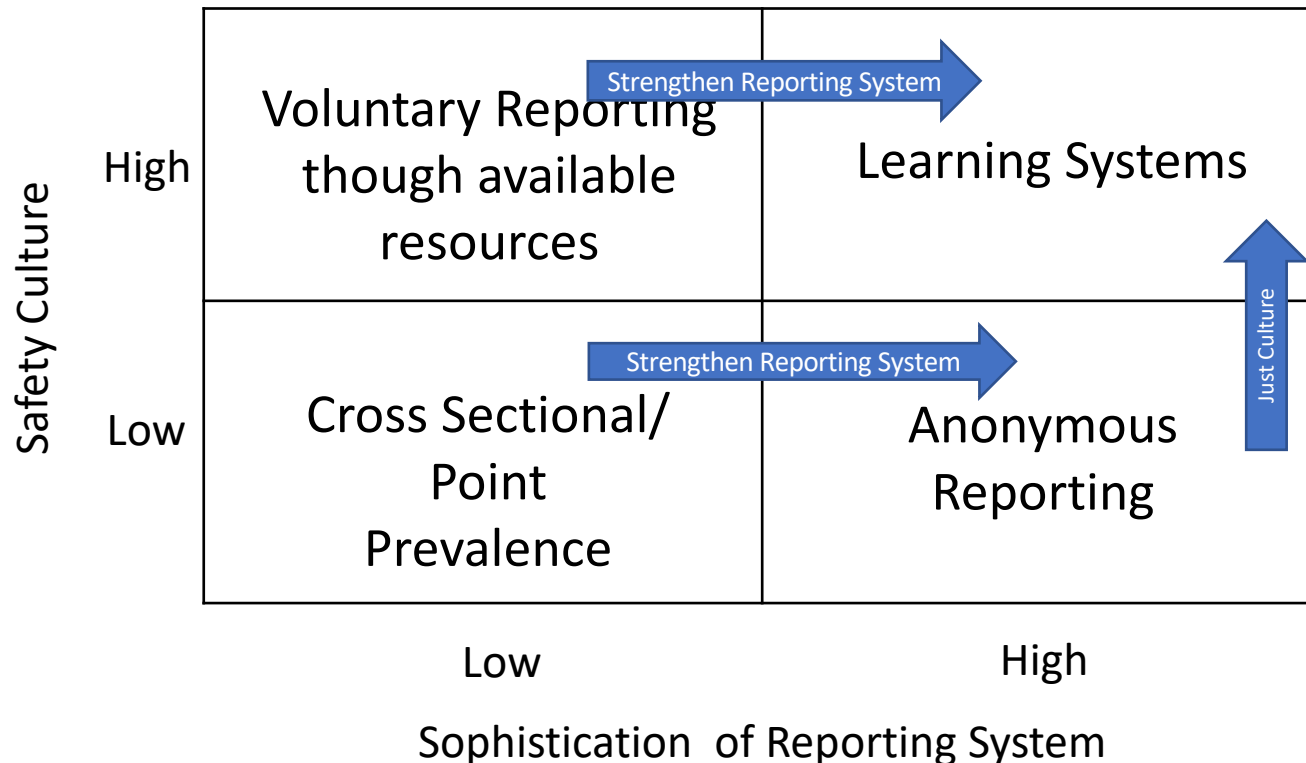 Strengthen Reporting System
Voluntary Reporting
though available
resources
Learning Systems
High
Safety Culture
Just Culture
Strengthen Reporting System
Cross Sectional/
Point
Prevalence
Anonymous
Reporting
Low
Low
High
Sophistication  of Reporting System